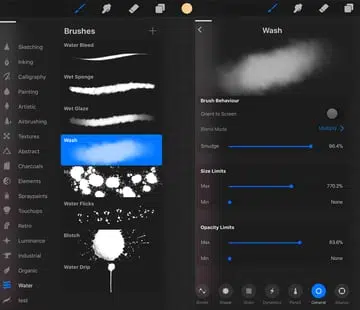 Brushes
Sketching
Inking
Calligraphy
Painting
Artistic
Airbrushing
Textures
Abstract
Charcoals
Elements
Spraypaints
Touchups
Retro
Luminance
Industrial
Organic
Water
test
Water Bleed
Wet Sponge
Wet Glaze
Wash
Water Flicks
Blotch
Water Drip
Wash
Brush Behaviour
Orient to Screen
Blend Mode
Multiply
Smudge
96.4%
Size Limits
Max
770.2%
Min
None
Opacity Limits
Max
83.6%
Min
None
Stroke
Shape
Grain
Dynamics
Pencil
General